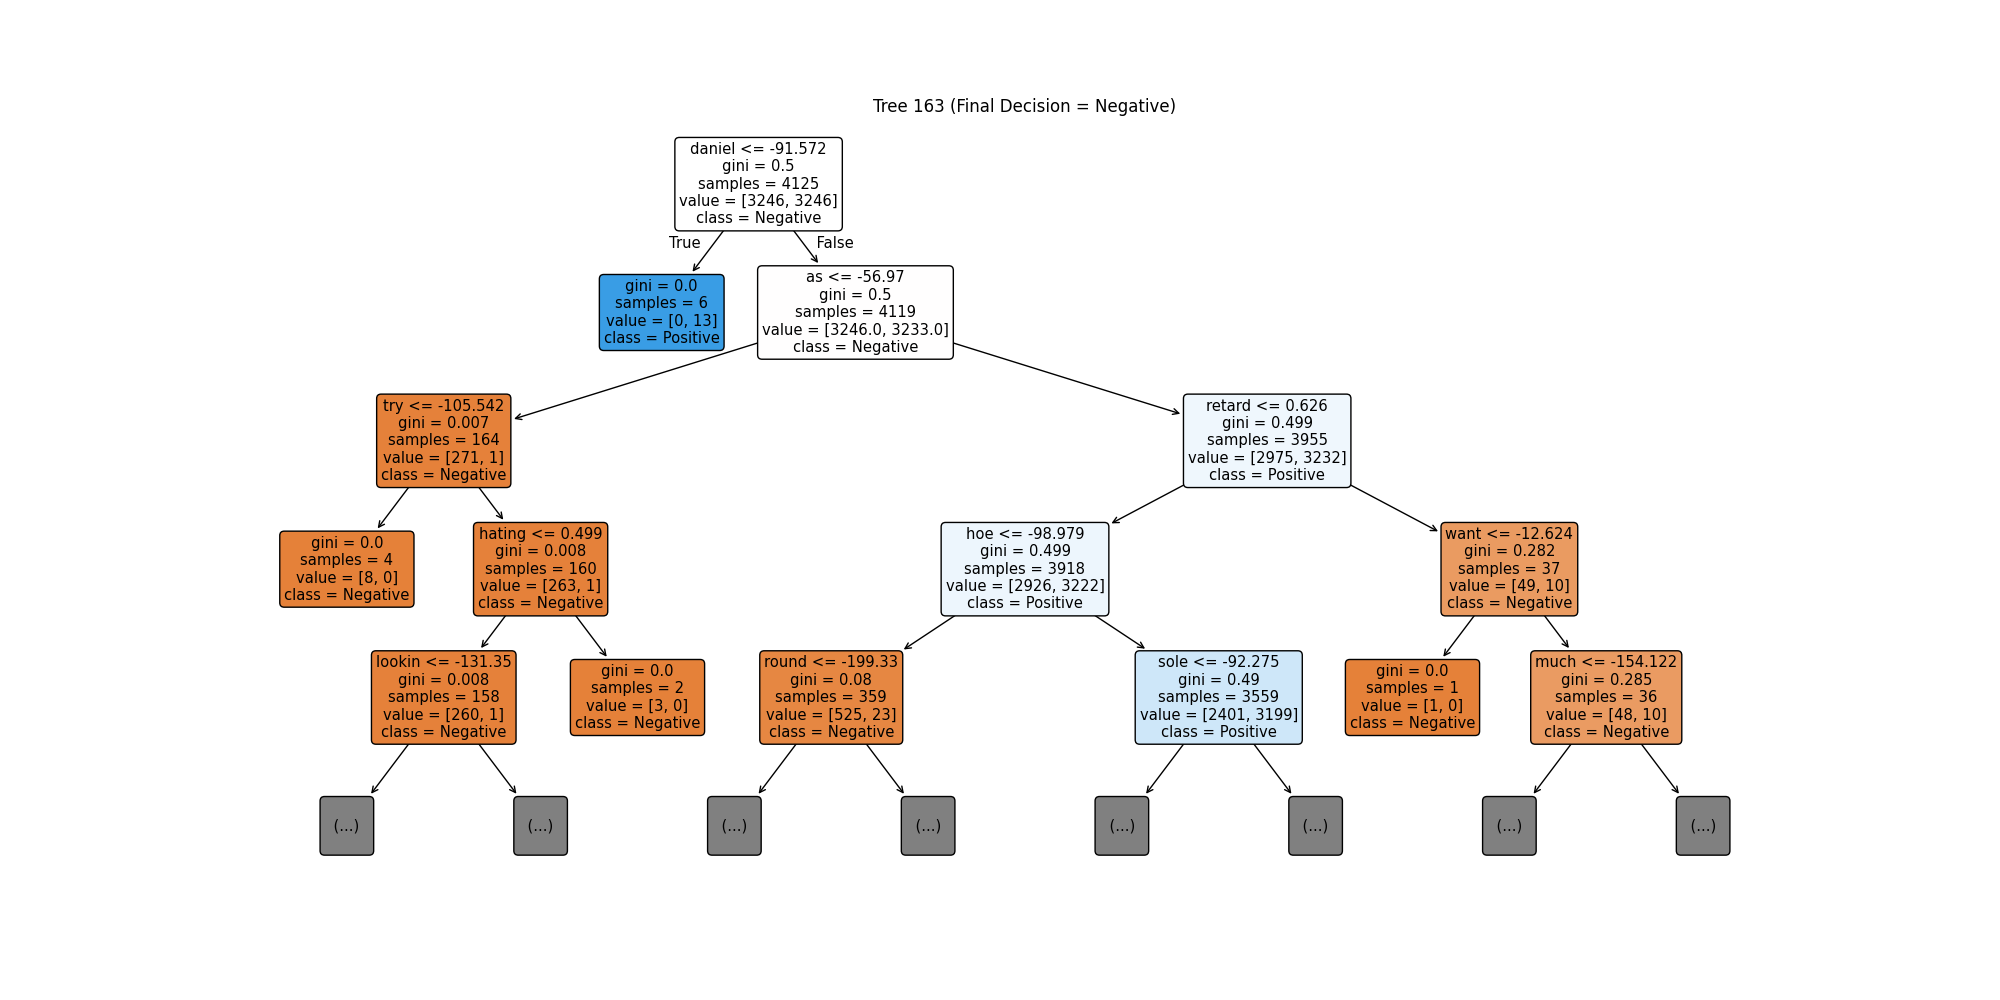 Tree 163 (Final Decision = Negative)
daniel <= -91.572
gini = 0.5
samples = 4125
value = [3246, 3246]
class = Negative
True
False
gini = 0.0
samples = 6
value = [0, 13]
class = Positive
as <= -56.97
gini = 0.5
samples = 4119
value = [3246.0, 3233.0]
class = Negative
try <= -105.542
gini = 0.007
samples = 164
value = [271, 1]
class = Negative
retard <= 0.626
gini = 0.499
samples = 3955
value = [2975, 3232]
class = Positive
gini = 0.0
samples = 4
value = [8, 0]
class = Negative
hating <= 0.499
gini = 0.008
samples = 160
value = [263, 1]
class = Negative
hoe <= -98.979
gini = 0.499
samples = 3918
value = [2926, 3222]
class = Positive
want <= -12.624
gini = 0.282
samples = 37
value = [49, 10]
class = Negative
lookin <= -131.35
gini = 0.008
samples = 158
value = [260, 1]
class = Negative
gini = 0.0
samples = 2
value = [3, 0]
class = Negative
round <= -199.33
gini = 0.08
samples = 359
value = [525, 23]
class = Negative
sole <= -92.275
gini = 0.49
samples = 3559
value = [2401, 3199]
class = Positive
gini = 0.0
samples = 1
value = [1, 0]
class = Negative
much <= -154.122
gini = 0.285
samples = 36
value = [48, 10]
class = Negative
(...)
(...)
(...)
(...)
(...)
(...)
(...)
(...)